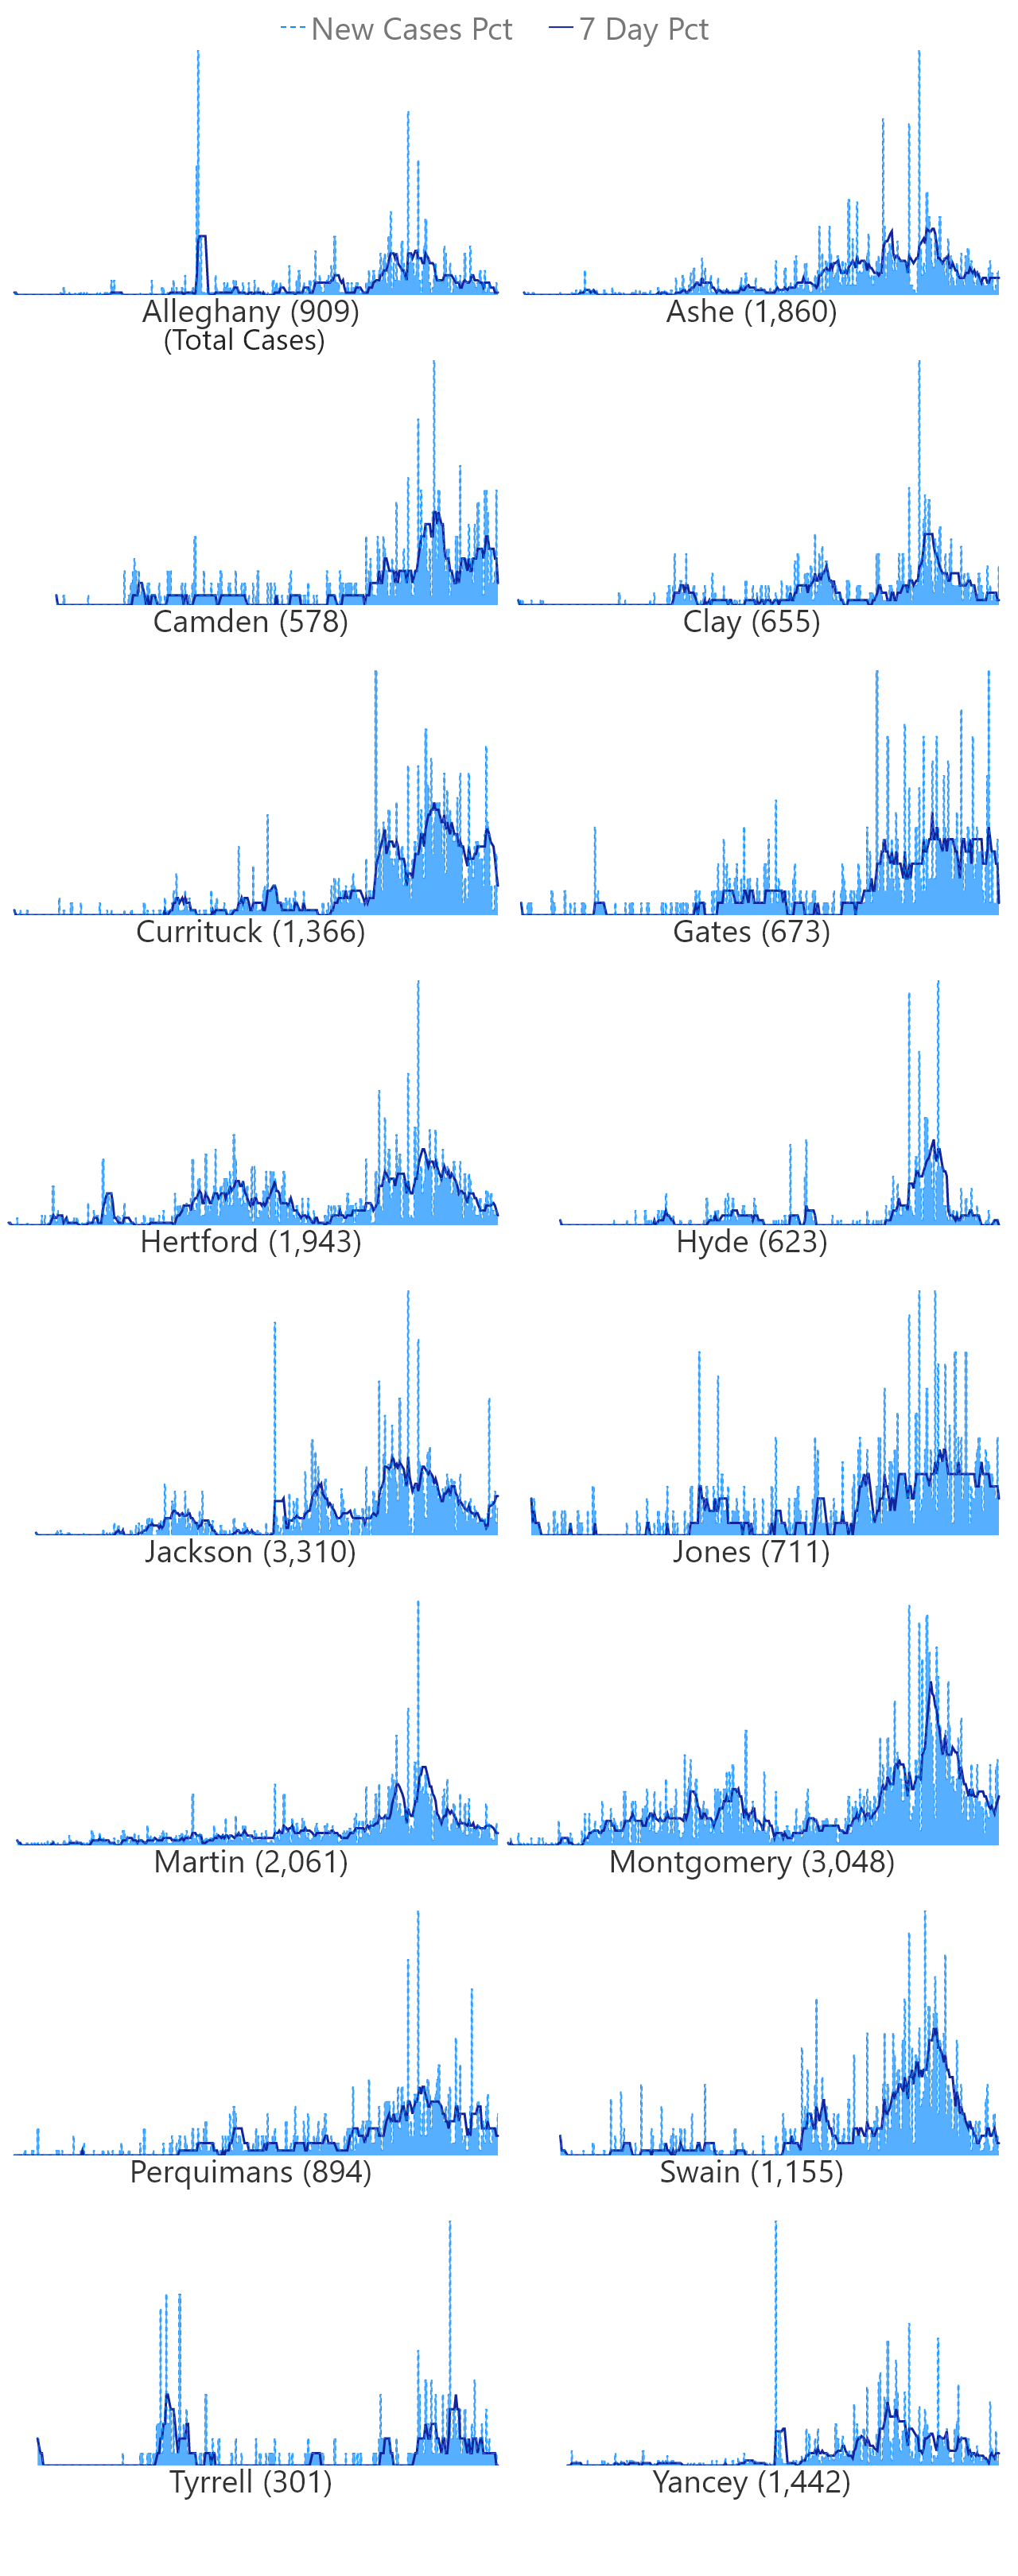 New Cases Pct 7 Day Pct
Alleghany (909) Ashe (1,860)
(Total Cases)
Camden (578) Clay (655)
Currituck (1,366) Gates (673)
Hertford (1,943) Hyde (623)
Jackson (3,310) Jones (711)
Martin (2,061) Montgomery (3,048)
Perquimans (894) Swain (1,155)
Tyrrell (301) Yancey (1,442)